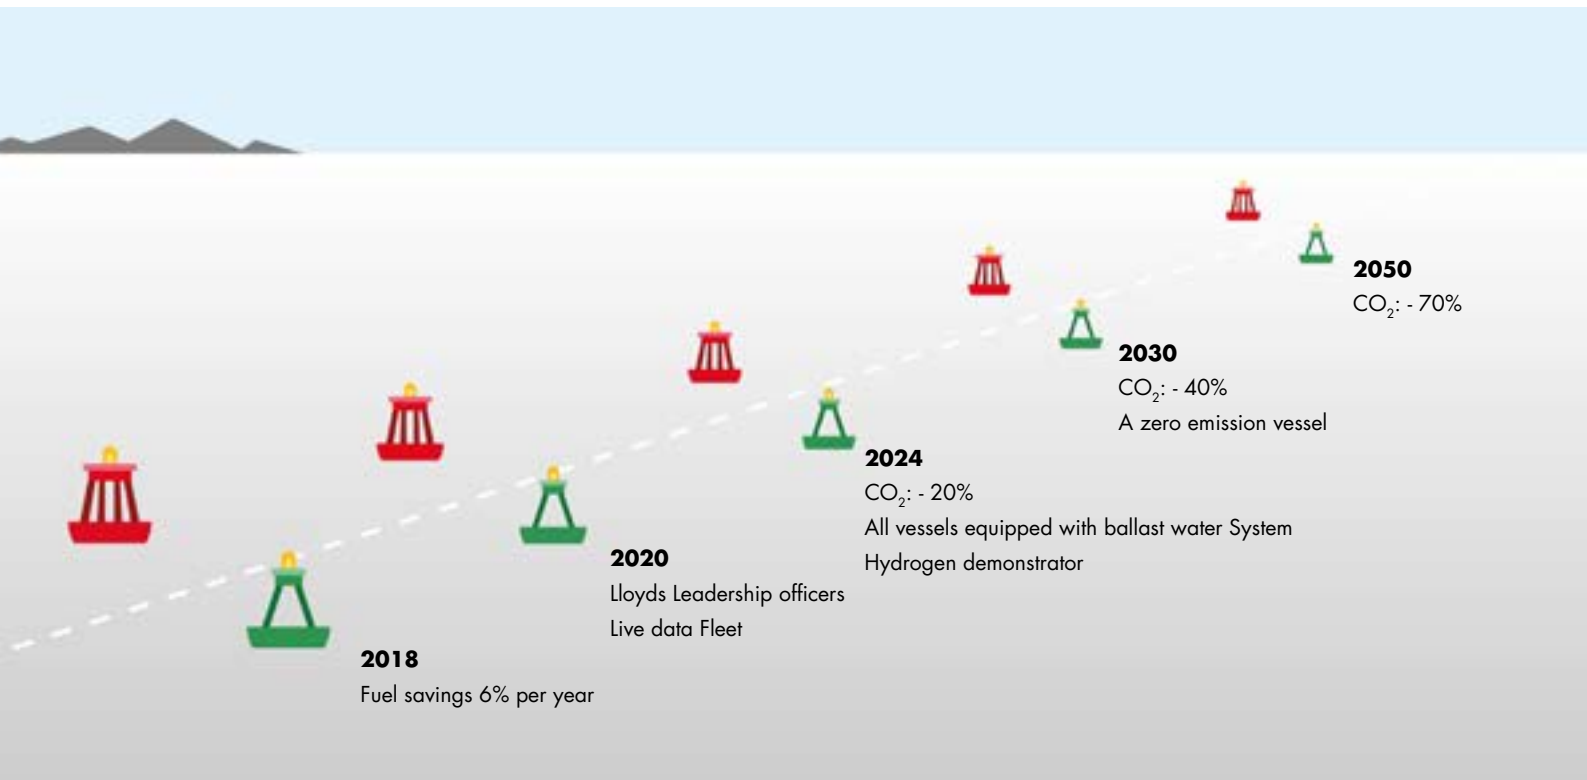 2050
CO₂: - 70%
2030
CO₂: - 40%
A zero emission vessel
2024
CO₂: - 20%
All vessels equipped with ballast water System
Hydrogen demonstrator
2020
Lloyds Leadership officers
Live data Fleet
2018
Fuel savings 6% per year